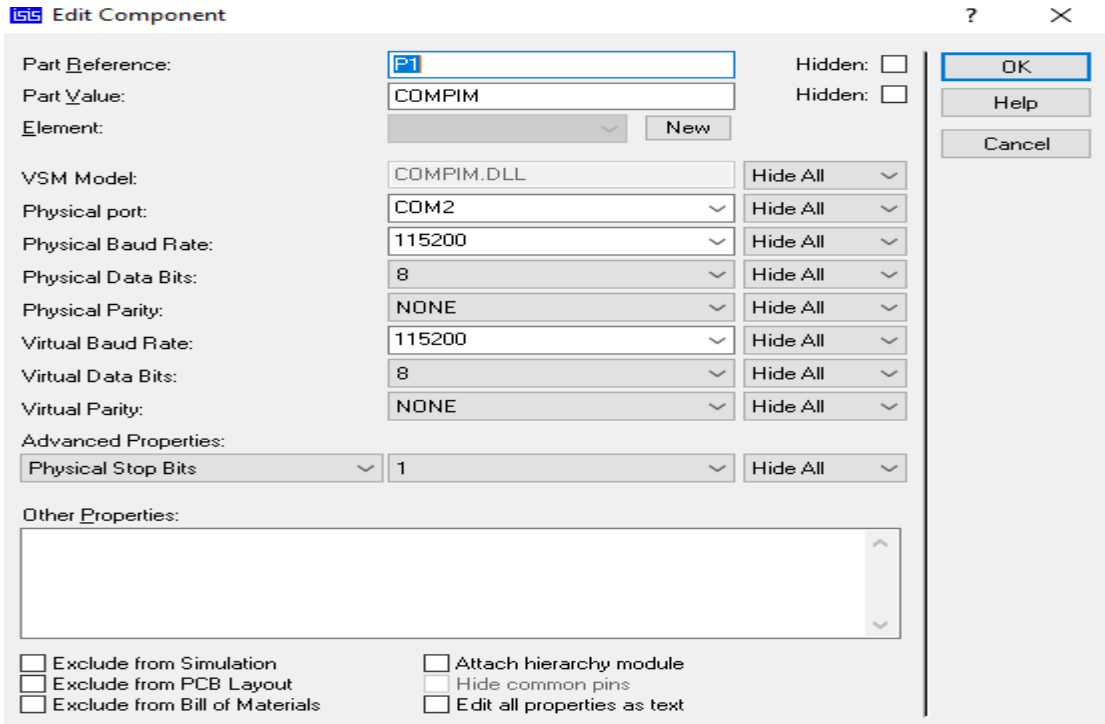 isis Edit Component ? ×
Part Reference: P1 Hidden: OK
Part Value: COMPIM Hidden: Help
Element: New
Cancel
VSM Model: COMPIM.DLL Hide All
Physical port: COM2 Hide All
Physical Baud Rate: 115200 Hide All
Physical Data Bits: 8 Hide All
Physical Parity: NONE Hide All
Virtual Baud Rate: 115200 Hide All
Virtual Data Bits: 8 Hide All
Virtual Parity: NONE Hide All
Advanced Properties:
Physical Stop Bits 1 Hide All
Other Properties:
Exclude from Simulation Attach hierarchy module
Exclude from PCB Layout Hide common pins
Exclude from Bill of Materials Edit all properties as text